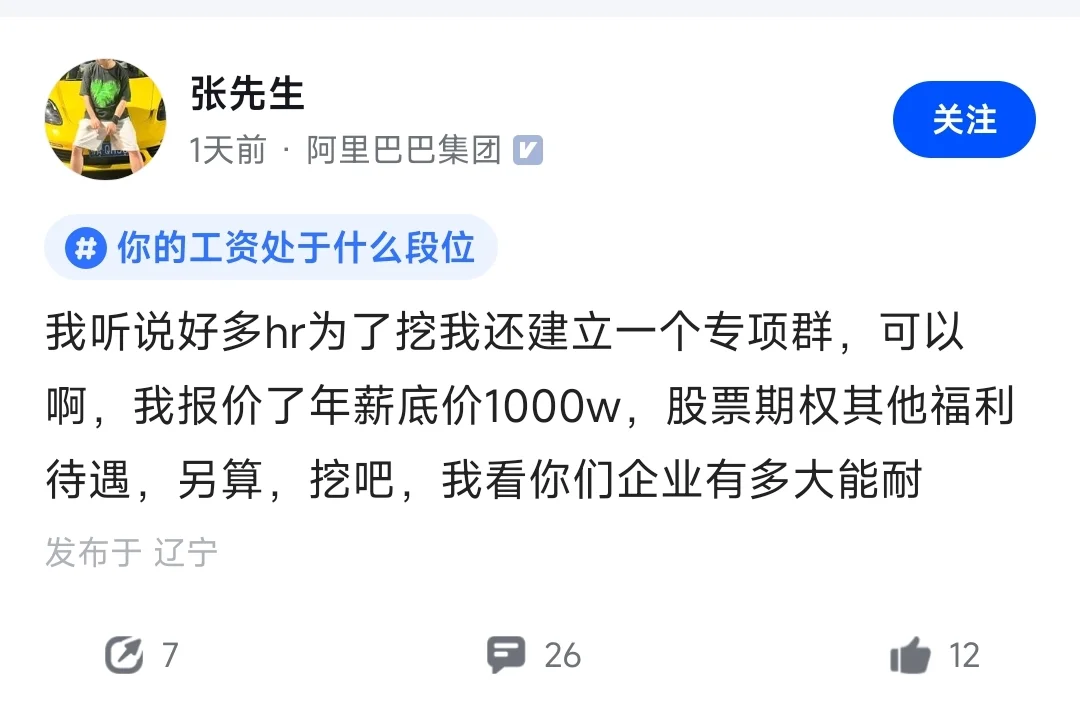 张先生
1天前 · 阿里巴巴集团
关注
# 你的工资处于什么段位
我听说好多hr为了挖我还建立一个专项群，可以
啊，我报价了年薪底价1000w，股票期权其他福利
待遇，另算，挖吧，我看你们企业有多大能耐
发布于 辽宁
7
26
12